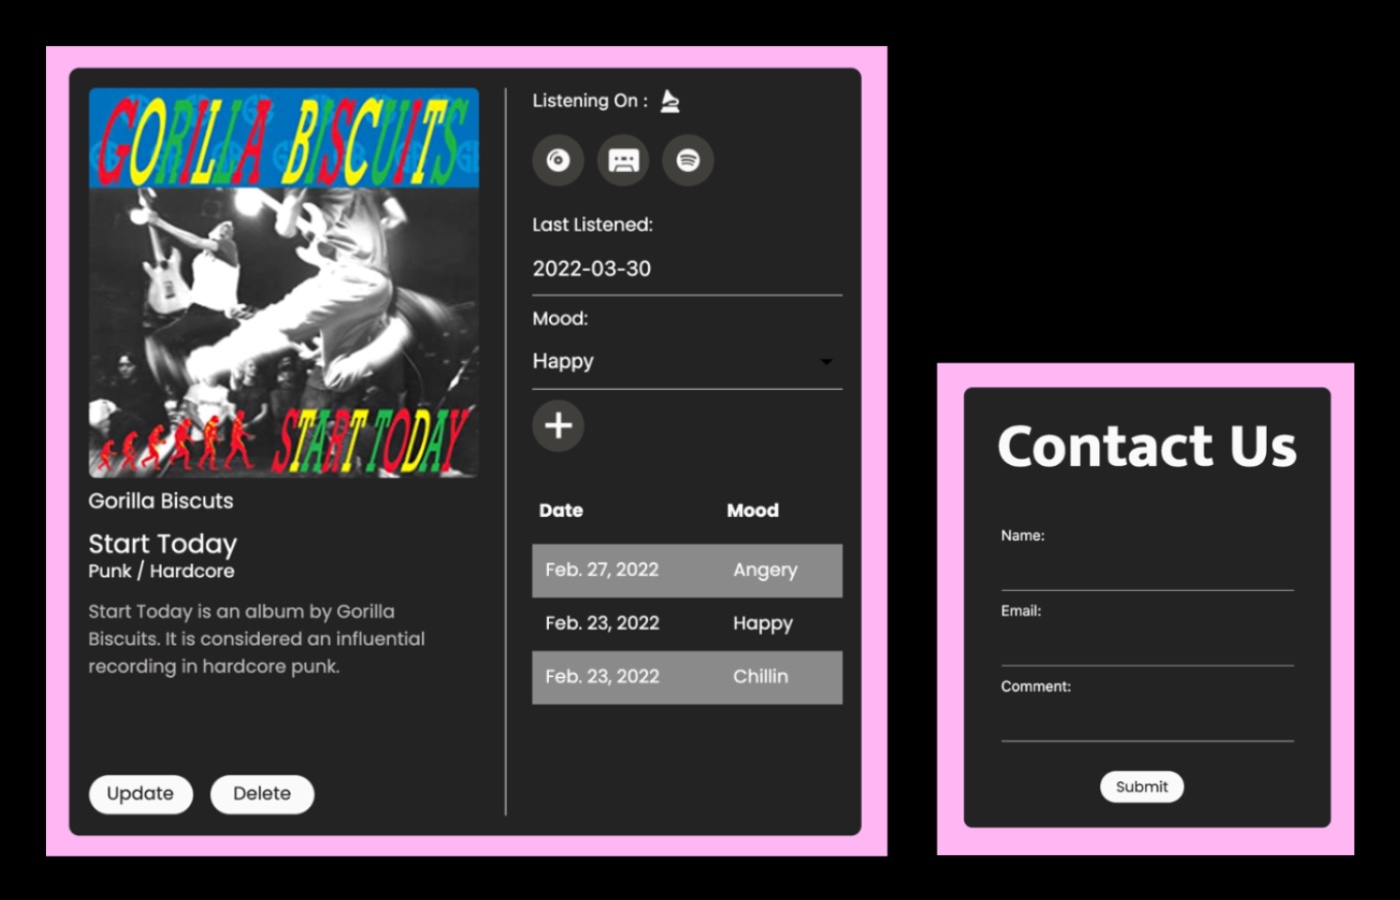 GORILLA BISCUITS
START TODAY
Gorilla Biscuts
Start Today
Punk / Hardcore
Start Today is an album by Gorilla
Biscuits. It is considered an influential
recording in hardcore punk.
Update Delete
Listening On :
Last Listened:
2022-03-30
Mood:
Happy
Date Mood
Feb. 27, 2022 Angery
Feb. 23, 2022 Happy
Feb. 23, 2022 Chillin
Contact Us
Name:
Email:
Comment:
Submit